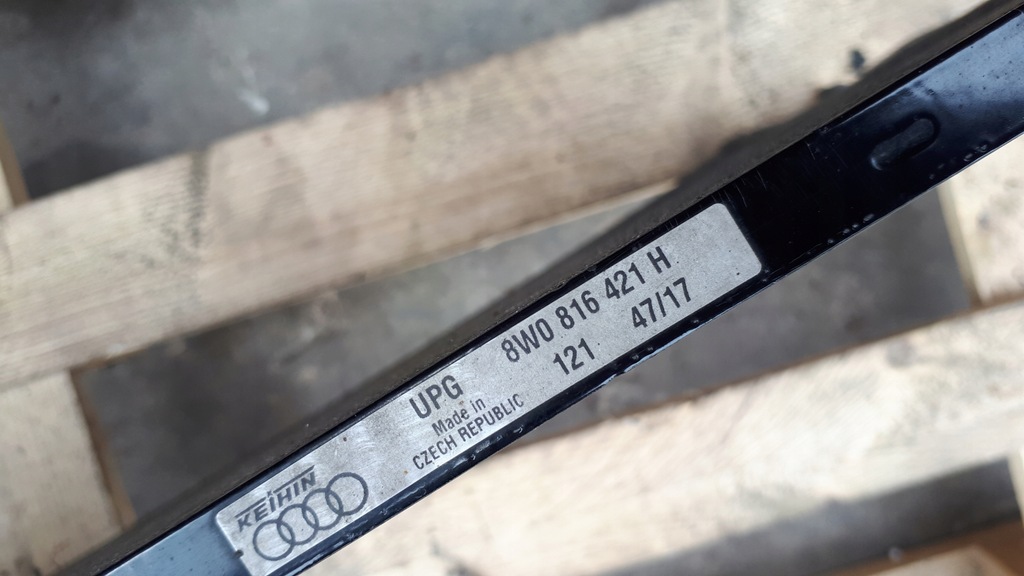 KEIHIN
UPG
Made in
CZECH REPUBLIC
8W0 816 421 H
121 47/17